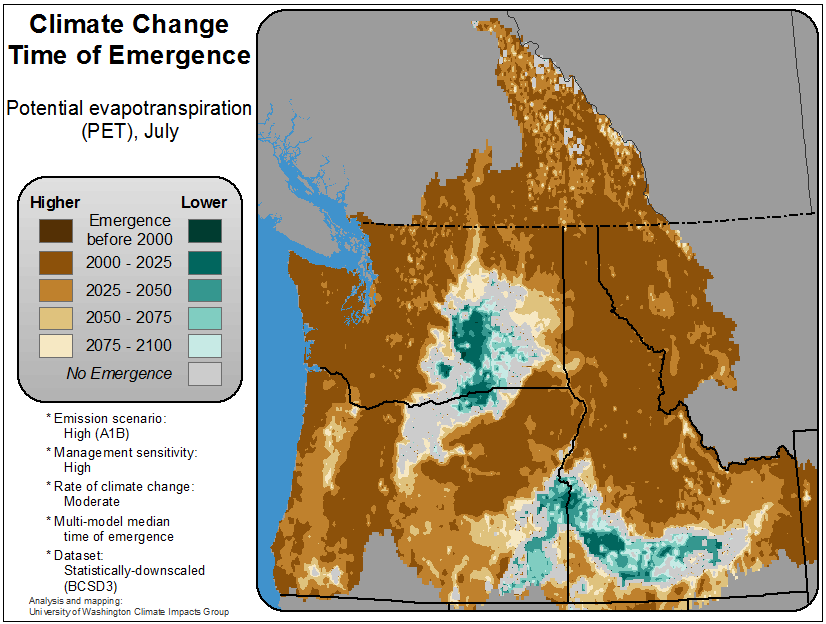 Climate Change
Time of Emergence
Potential evapotranspiration
(PET), July
Higher
Lower
Emergence
before 2000
2000 - 2025
2025 - 2050
2050 - 2075
2075 - 2100
No Emergence
* Emission scenario:
High (A1B)
* Management sensitivity:
High
* Rate of climate change:
Moderate
* Multi-model median
time of emergence
* Dataset:
Statistically-downscaled
(BCSD3)
Analysis and mapping:
University of Washington Climate Impacts Group